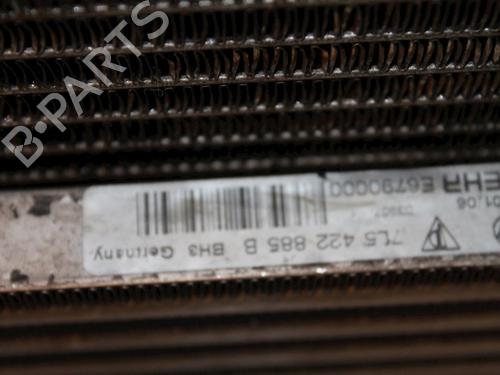 B-PARTS
EHR E6790000
01/06
7L5 422 885 B BH3 Germany